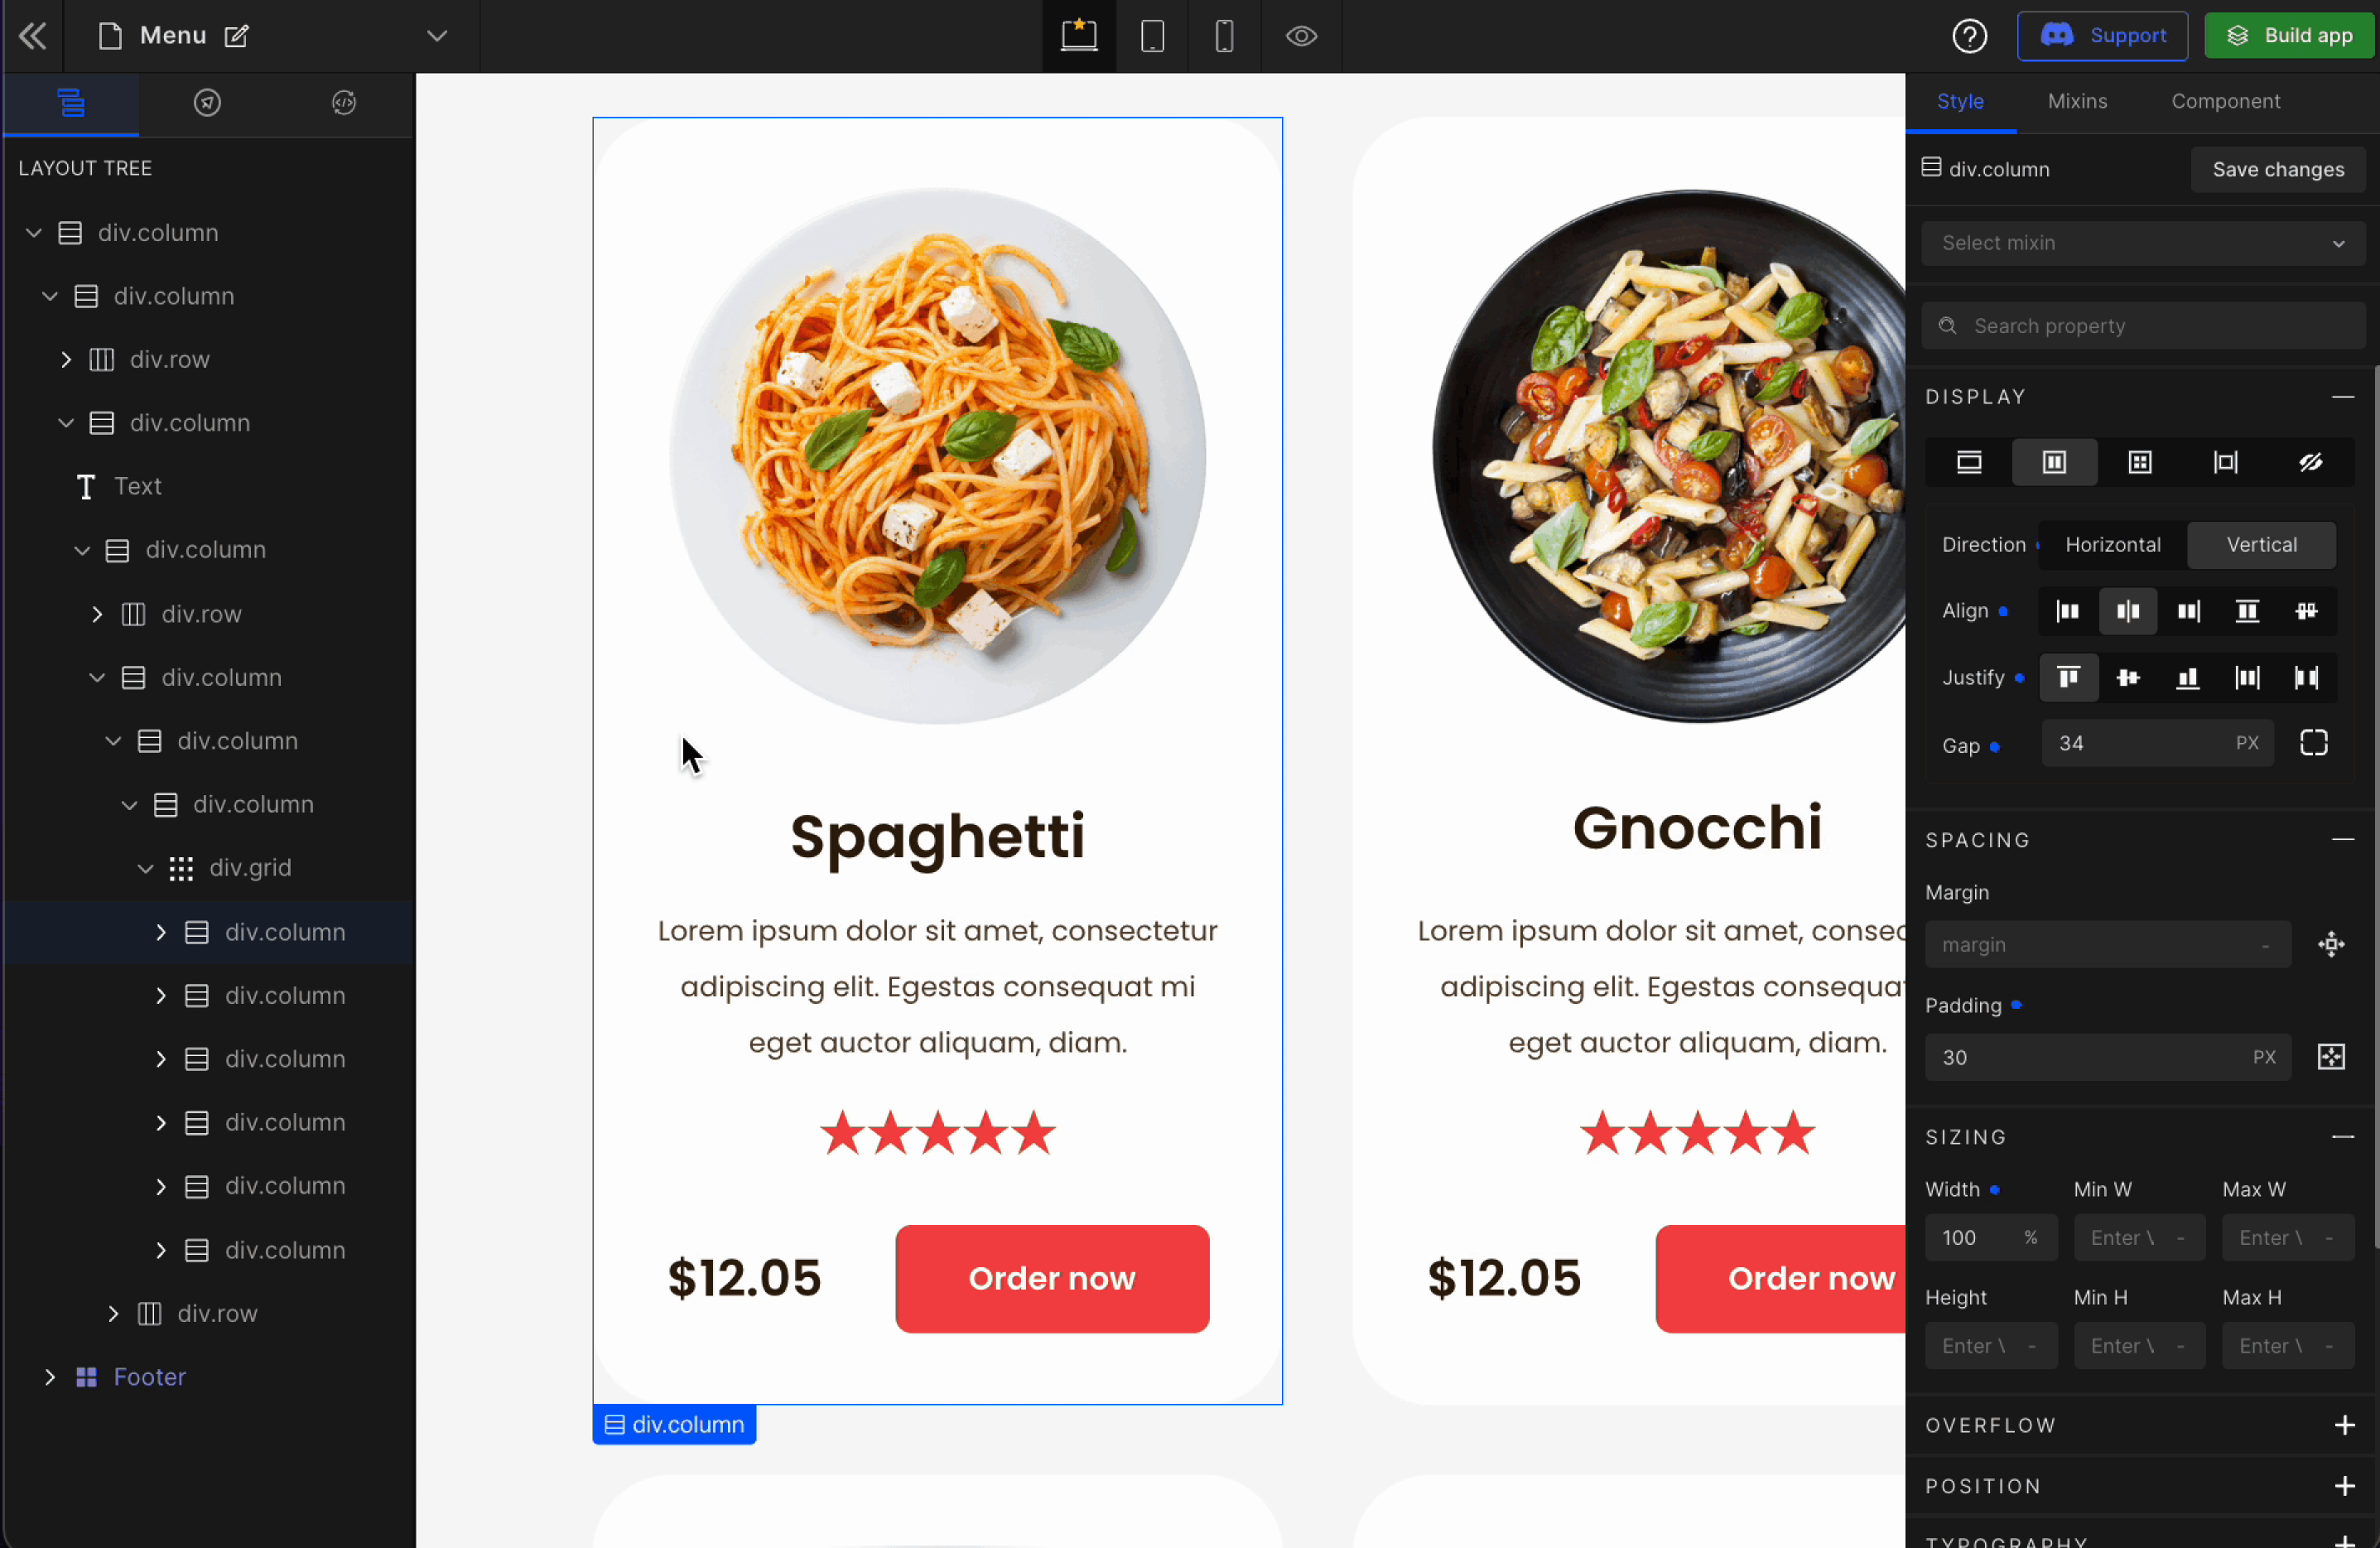 Menu
Support
Build app
LAYOUT TREE
div.column
div.column
div.row
div.column
Text
div.column
div.row
div.column
div.column
div.column
div.grid
div.column
div.column
div.column
div.column
div.column
div.column
div.row
Footer
Spaghetti
Lorem ipsum dolor sit amet, consectetur
adipiscing elit. Egestas consequat mi
eget auctor aliquam, diam.
$12.05
Order now
div.column
Gnocchi
Lorem ipsum dolor sit amet, consec
adipiscing elit. Egestas consequat
eget auctor aliquam, diam.
$12.05
Order now
Style Mixins Component
div.column Save changes
Select mixin
Search property
DISPLAY
Direction Horizontal Vertical
Align
Justify
Gap 34 PX
SPACING
Margin
margin -
Padding
30 PX
SIZING
Width Min W Max W
100 % Enter \ - Enter \ -
Height Min H Max H
Enter \ - Enter \ - Enter \ -
OVERFLOW
POSITION
TYPOGRAPHY